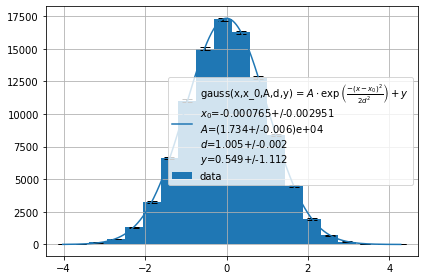 17500
15000
12500
10000
7500
5000
2500
0
gauss(x,x_0,A,d,y) = A · exp (−(x−x₀)²/2d²) + y
x₀=-0.000765+/-0.002951
A=(1.734+/-0.006)e+04
d=1.005+/-0.002
y=0.549+/-1.112
data
−4 −2 0 2 4